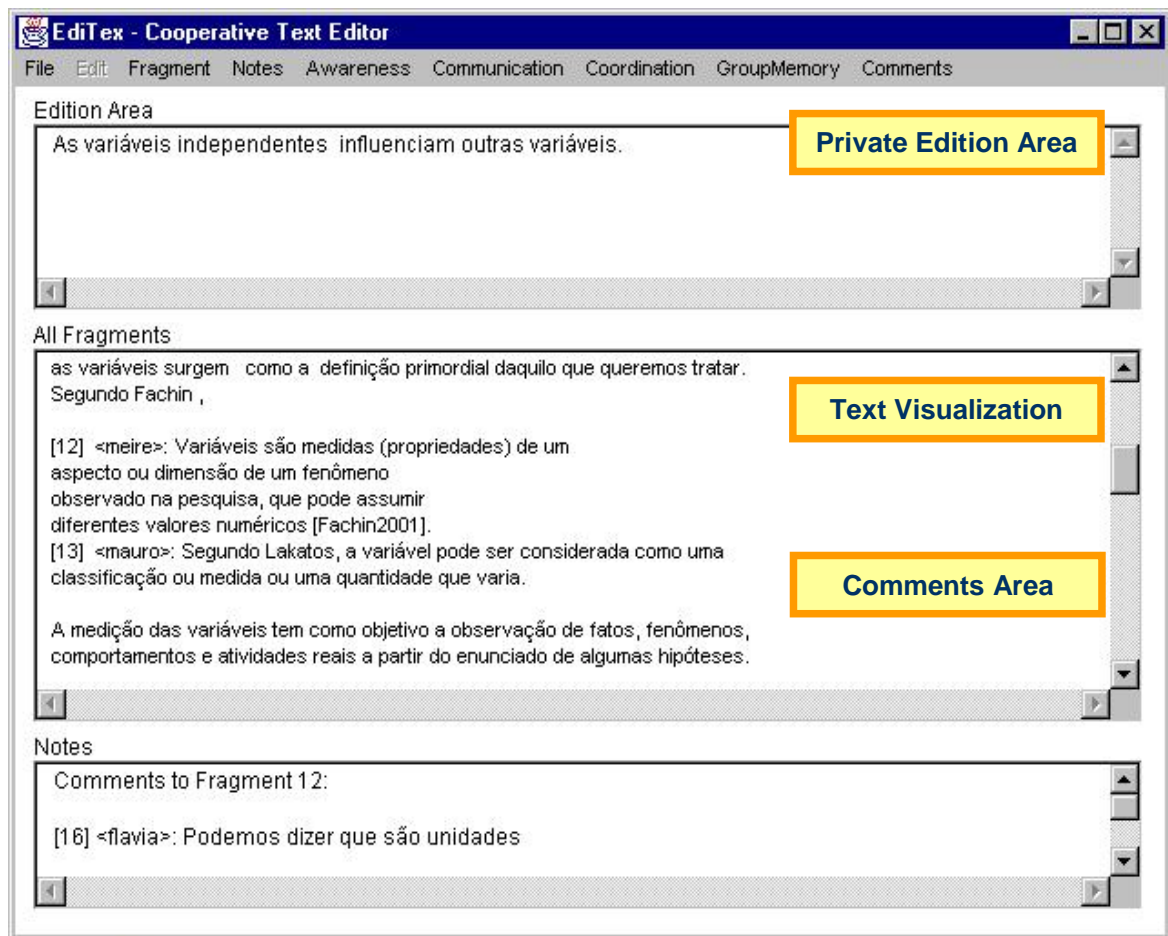 EdiTex - Cooperative Text Editor
File Edit Fragment Notes Awareness Communication Coordination GroupMemory Comments
Edition Area
As variáveis independentes influenciam outras variáveis.
Private Edition Area
All Fragments
as variáveis surgem como a definição primordial daquilo que queremos tratar.
Segundo Fachin ,
Text Visualization
[12] <meire>: Variáveis são medidas (propriedades) de um
aspecto ou dimensão de um fenômeno
observado na pesquisa, que pode assumir
diferentes valores numéricos [Fachin2001].
[13] <mauro>: Segundo Lakatos, a variável pode ser considerada como uma
classificação ou medida ou uma quantidade que varia.
Comments Area
A medição das variáveis tem como objetivo a observação de fatos, fenômenos,
comportamentos e atividades reais a partir do enunciado de algumas hipóteses.
Notes
Comments to Fragment 12:
[16] <flavia>: Podemos dizer que são unidades